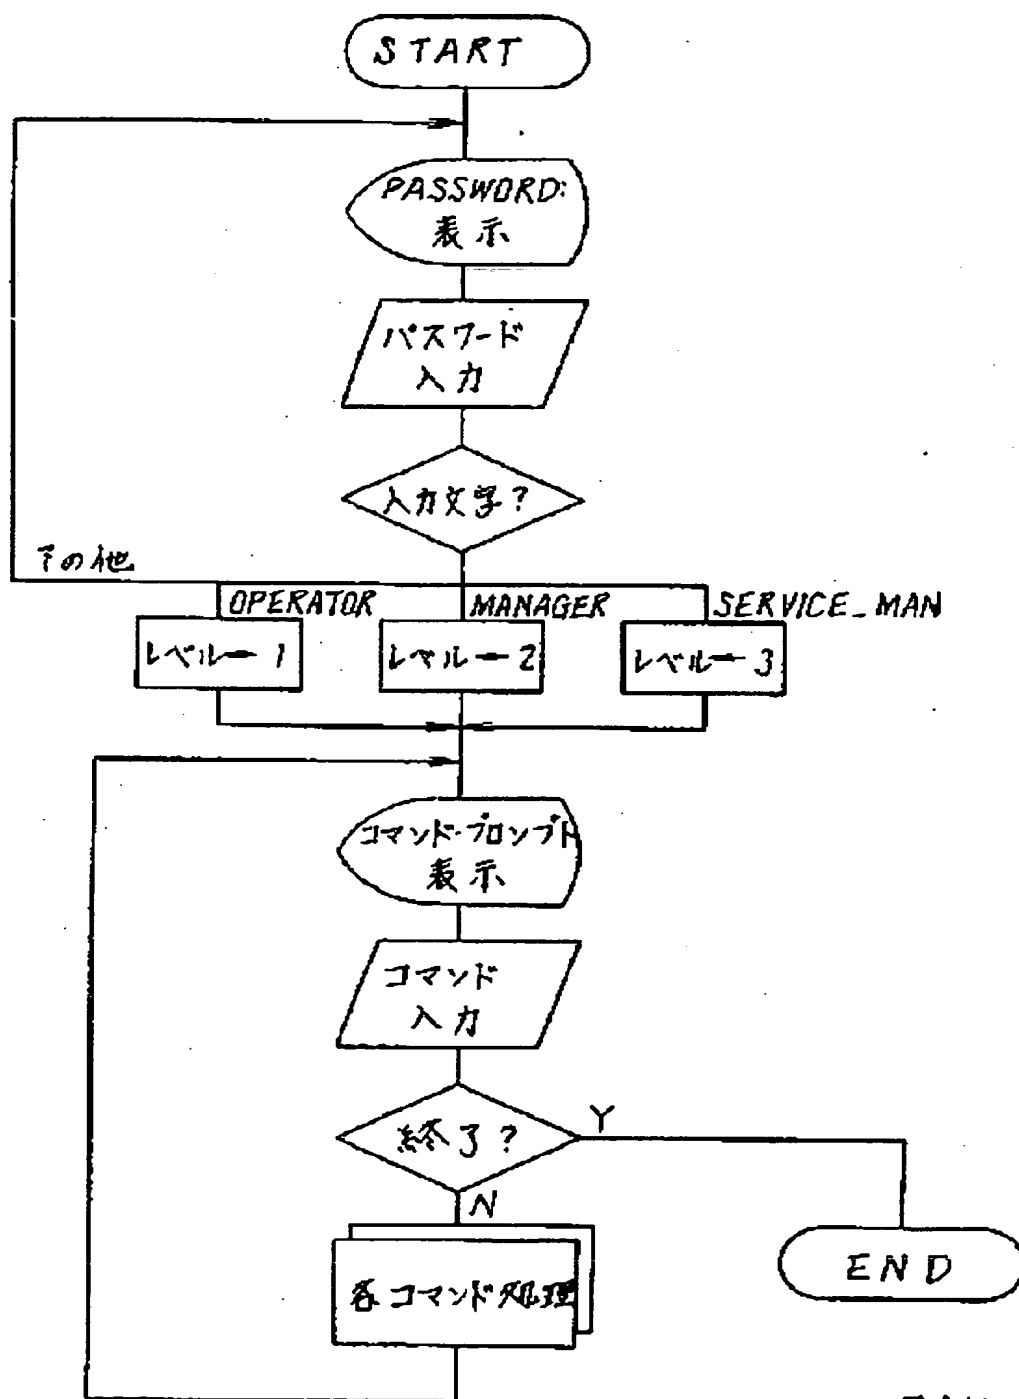 START
PASSWORD:
表示
パスワード
入力
入力文字?
その他
OPERATOR
MANAGER
SERVICE_MAN
レベル←1
レベル←2
レベル←3
コマンド・プロンプト
表示
コマンド
入力
終了?
Y
N
各コマンド処理
END